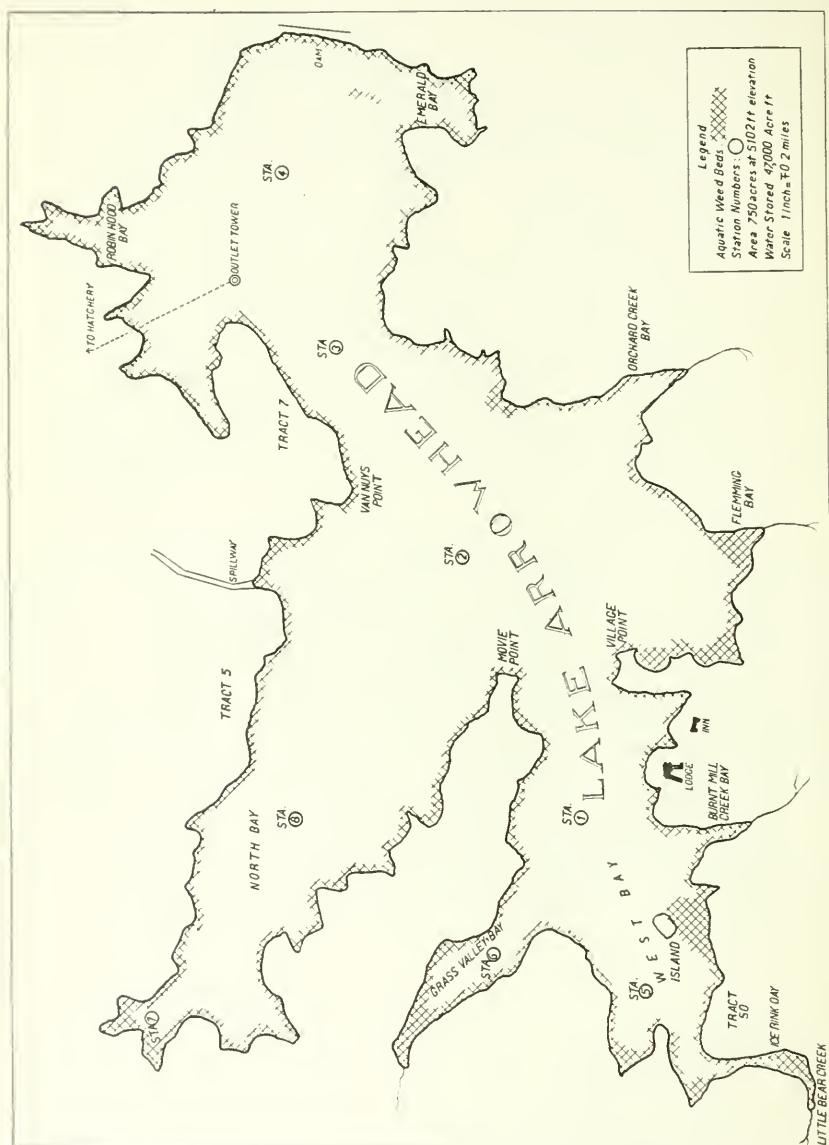 LAKE ARROWHEAD
Legend
Aquatic Weed Beds:
Station Numbers:
Area 750 acres at 5102 ft elevation
Water Stored 47,000 Acre ft
Scale 1 inch = ∓0.2 miles
DAM
EMERALD
BAY
STA.
4
ROBIN HOOD
BAY
OUTLET TOWER
TO HATCHERY
STA
3
TRACT 7
VAN NUYS
POINT
ORCHARD CREEK
BAY
FLEMMING
BAY
SPILLWAY
STA.
2
MOVIE
POINT
VILLAGE
POINT
TRACT 5
INN
LODGE
BURNT MILL
CREEK BAY
STA.
1
STA.
8
NORTH BAY
WEST BAY
ISLAND
GRASS VALLEY BAY
STA
6
STA.
5
TRACT
50
STA 7
ICE RINK OAY
LITTLE BEAR CREEK